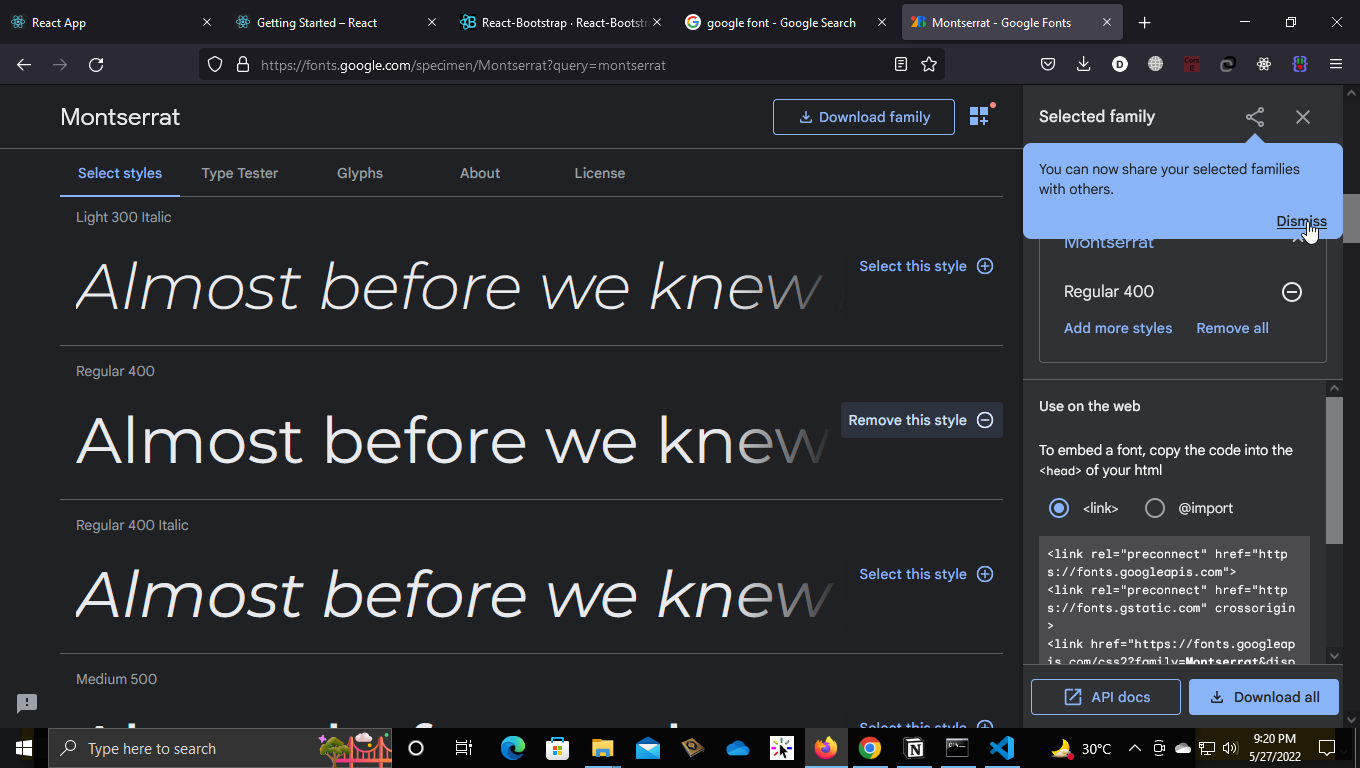 React App
Getting Started – React
React-Bootstrap · React-Bootstr
google font - Google Search
Montserrat - Google Fonts
https://fonts.google.com/specimen/Montserrat?query=montserrat
Montserrat
Download family
Select styles
Type Tester
Glyphs
About
License
Light 300 Italic
Almost before we knew
Select this style
Regular 400
Almost before we knew
Remove this style
Regular 400 Italic
Almost before we knew
Select this style
Medium 500
Select this style
Selected family
You can now share your selected families
with others.
Dismiss
Montserrat
Regular 400
Add more styles
Remove all
Use on the web
To embed a font, copy the code into the
<head> of your html
<link>
@import
<link rel="preconnect" href="http
s://fonts.googleapis.com">
<link rel="preconnect" href="http
s://fonts.gstatic.com" crossorigin
>
<link href="https://fonts.googleap
is.com/css2?family=Montserrat&disp
API docs
Download all
Type here to search
30°C
9:20 PM
5/27/2022